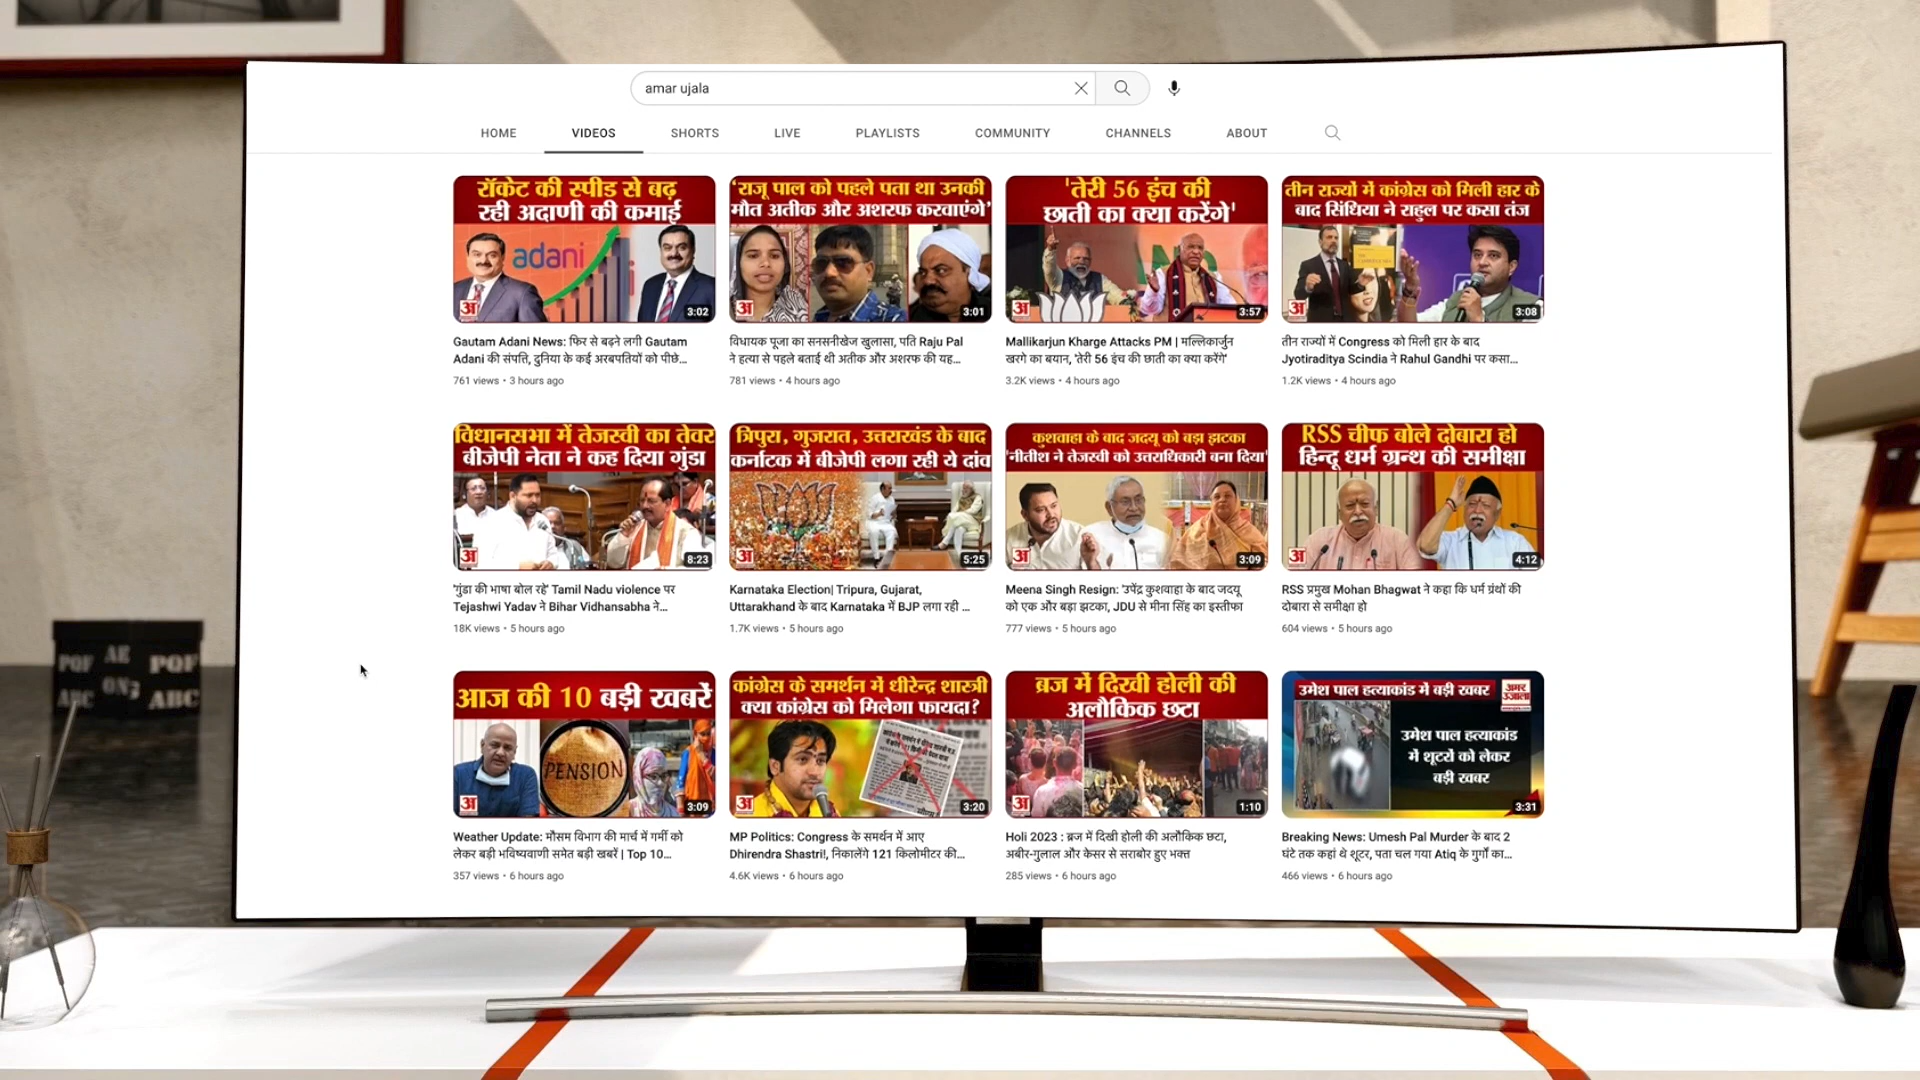 amar ujala
HOME
VIDEOS
SHORTS
LIVE
PLAYLISTS
COMMUNITY
CHANNELS
ABOUT
रॉकेट की स्पीड से बढ़
रही अदाणी की कमाई
adani
अ
3:02
Gautam Adani News: फिर से बढ़ने लगी Gautam
Adani की संपत्ति, दुनिया के कई अरबपतियों को पीछे...
761 views • 3 hours ago
'राजू पाल को पहले पता था उनकी
मौत अतीक और अशरफ करवाएंगे'
अ
3:01
विधायक पूजा का सनसनीखेज खुलासा, पति Raju Pal
ने हत्या से पहले बताई थी अतीक और अशरफ की यह...
781 views • 4 hours ago
'तेरी 56 इंच की
छाती का क्या करेंगे'
अ
3:57
Mallikarjun Kharge Attacks PM | मल्लिकार्जुन
खरगे का बयान, 'तेरी 56 इंच की छाती का क्या करेंगे'
3.2K views • 4 hours ago
तीन राज्यों में कांग्रेस को मिली हार के
बाद सिंधिया ने राहुल पर कसा तंज
अ
3:08
तीन राज्यों में Congress को मिली हार के बाद
Jyotiraditya Scindia ने Rahul Gandhi पर कसा...
1.2K views • 4 hours ago
विधानसभा में तेजस्वी का तेवर
बीजेपी नेता ने कह दिया गुंडा
अ
8:23
'गुंडा की भाषा बोल रहे' Tamil Nadu violence पर
Tejashwi Yadav ने Bihar Vidhansabha ने...
18K views • 5 hours ago
त्रिपुरा, गुजरात, उत्तराखंड के बाद
कर्नाटक में बीजेपी लगा रही ये दांव
अ
5:25
Karnataka Election| Tripura, Gujarat,
Uttarakhand के बाद Karnataka में BJP लगा रही ...
1.7K views • 5 hours ago
कुशवाहा के बाद जदयू को बड़ा झटका
'नीतीश ने तेजस्वी को उत्तराधिकारी बना दिया'
अ
3:09
Meena Singh Resign: 'उपेंद्र कुशवाहा के बाद जदयू
को एक और बड़ा झटका, JDU से मीना सिंह का इस्तीफा
777 views • 5 hours ago
RSS चीफ बोले दोबारा हो
हिन्दू धर्म ग्रन्थ की समीक्षा
अ
4:12
RSS प्रमुख Mohan Bhagwat ने कहा कि धर्म ग्रंथों की
दोबारा से समीक्षा हो
604 views • 5 hours ago
आज की 10 बड़ी खबरें
PENSION
अ
3:09
Weather Update: मौसम विभाग की मार्च में गर्मी को
लेकर बड़ी भविष्यवाणी समेत बड़ी खबरें | Top 10...
357 views • 6 hours ago
कांग्रेस के समर्थन में धीरेन्द्र शास्त्री
क्या कांग्रेस को मिलेगा फायदा?
अ
3:20
MP Politics: Congress के समर्थन में आए
Dhirendra Shastri!, निकालेंगे 121 किलोमीटर की...
4.6K views • 6 hours ago
ब्रज में दिखी होली की
अलौकिक छटा
अ
1:10
Holi 2023 : ब्रज में दिखी होली की अलौकिक छटा,
अबीर-गुलाल और केसर से सराबोर हुए भक्त
285 views • 6 hours ago
उमेश पाल हत्याकांड में बड़ी खबर
अमर
उजाला
उमेश पाल हत्याकांड
में शूटरों को लेकर
बड़ी खबर
3:31
Breaking News: Umesh Pal Murder के बाद 2
घंटे तक कहां थे शूटर, पता चल गया Atiq के गुर्गों का...
466 views • 6 hours ago
PQF AE PQF
ABC ABC